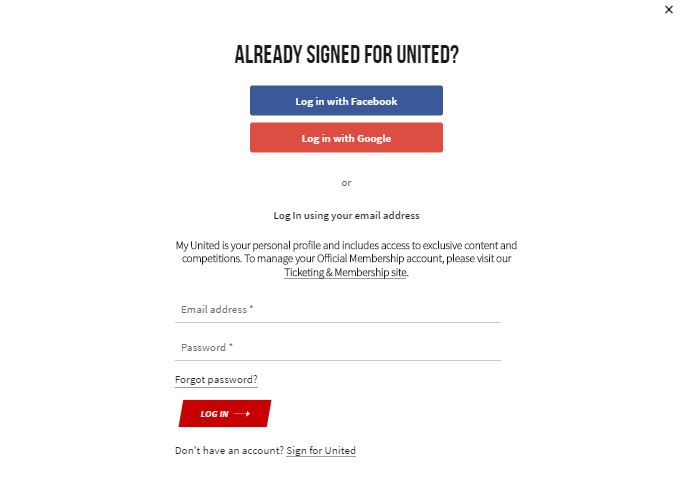 ALREADY SIGNED FOR UNITED?
Log in with Facebook
Log in with Google
or
Log In using your email address
My United is your personal profile and includes access to exclusive content and
competitions. To manage your Official Membership account, please visit our
Ticketing & Membership site.
Email address *
Password *
Forgot password?
LOG IN
Don't have an account? Sign for United